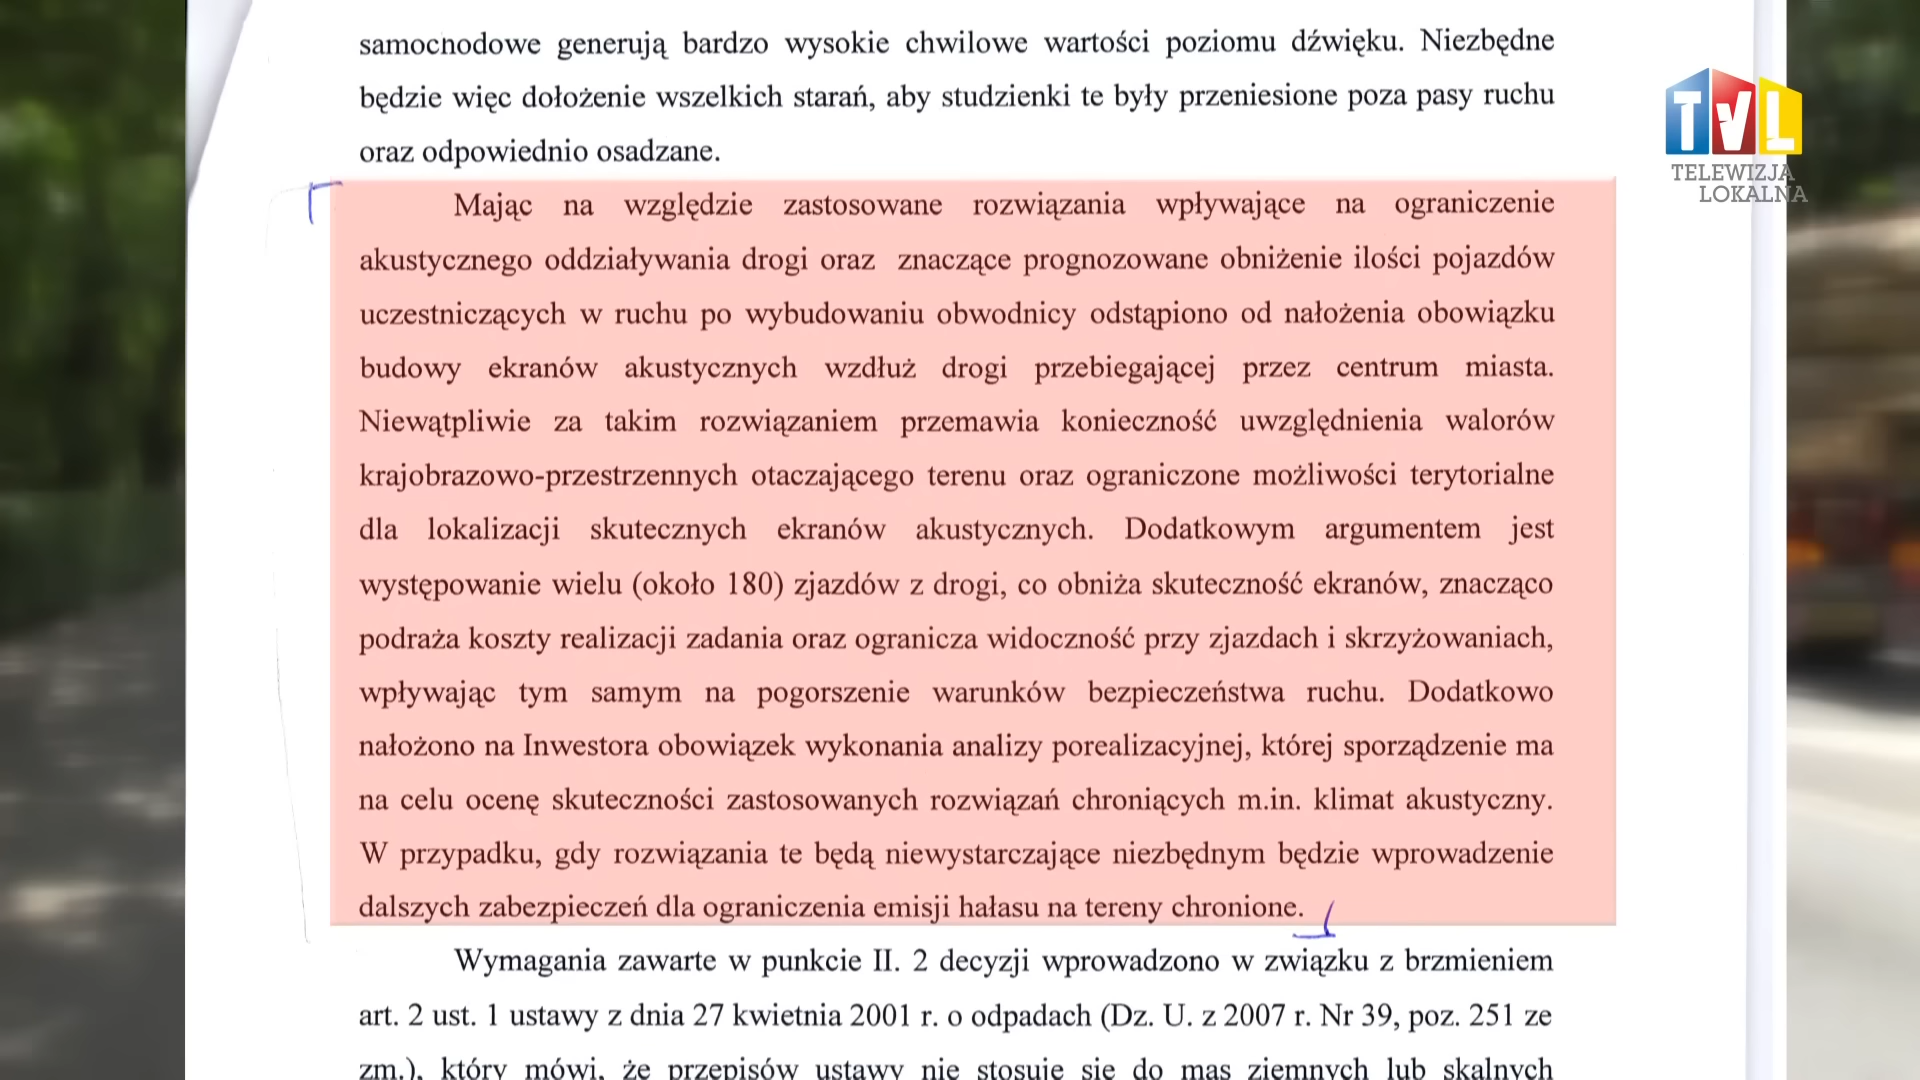 samochodowe generują bardzo wysokie chwilowe wartości poziomu dźwięku. Niezbędne
będzie więc dołożenie wszelkich starań, aby studzienki te były przeniesione poza pasy ruchu
oraz odpowiednio osadzane.
Mając na względzie zastosowane rozwiązania wpływające na ograniczenie
akustycznego oddziaływania drogi oraz znaczące prognozowane obniżenie ilości pojazdów
uczestniczących w ruchu po wybudowaniu obwodnicy odstąpiono od nałożenia obowiązku
budowy ekranów akustycznych wzdłuż drogi przebiegającej przez centrum miasta.
Niewątpliwie za takim rozwiązaniem przemawia konieczność uwzględnienia walorów
krajobrazowo-przestrzennych otaczającego terenu oraz ograniczone możliwości terytorialne
dla lokalizacji skutecznych ekranów akustycznych. Dodatkowym argumentem jest
występowanie wielu (około 180) zjazdów z drogi, co obniża skuteczność ekranów, znacząco
podraża koszty realizacji zadania oraz ogranicza widoczność przy zjazdach i skrzyżowaniach,
wpływając tym samym na pogorszenie warunków bezpieczeństwa ruchu. Dodatkowo
nałożono na Inwestora obowiązek wykonania analizy porealizacyjnej, której sporządzenie ma
na celu ocenę skuteczności zastosowanych rozwiązań chroniących m.in. klimat akustyczny.
W przypadku, gdy rozwiązania te będą niewystarczające niezbędnym będzie wprowadzenie
dalszych zabezpieczeń dla ograniczenia emisji hałasu na tereny chronione.
Wymagania zawarte w punkcie II. 2 decyzji wprowadzono w związku z brzmieniem
art. 2 ust. 1 ustawy z dnia 27 kwietnia 2001 r. o odpadach (Dz. U. z 2007 r. Nr 39, poz. 251 ze
zm.), który mówi, że przepisów ustawy nie stosuje się do mas ziemnych lub skalnych
TVL
TELEWIZJA
LOKALNA